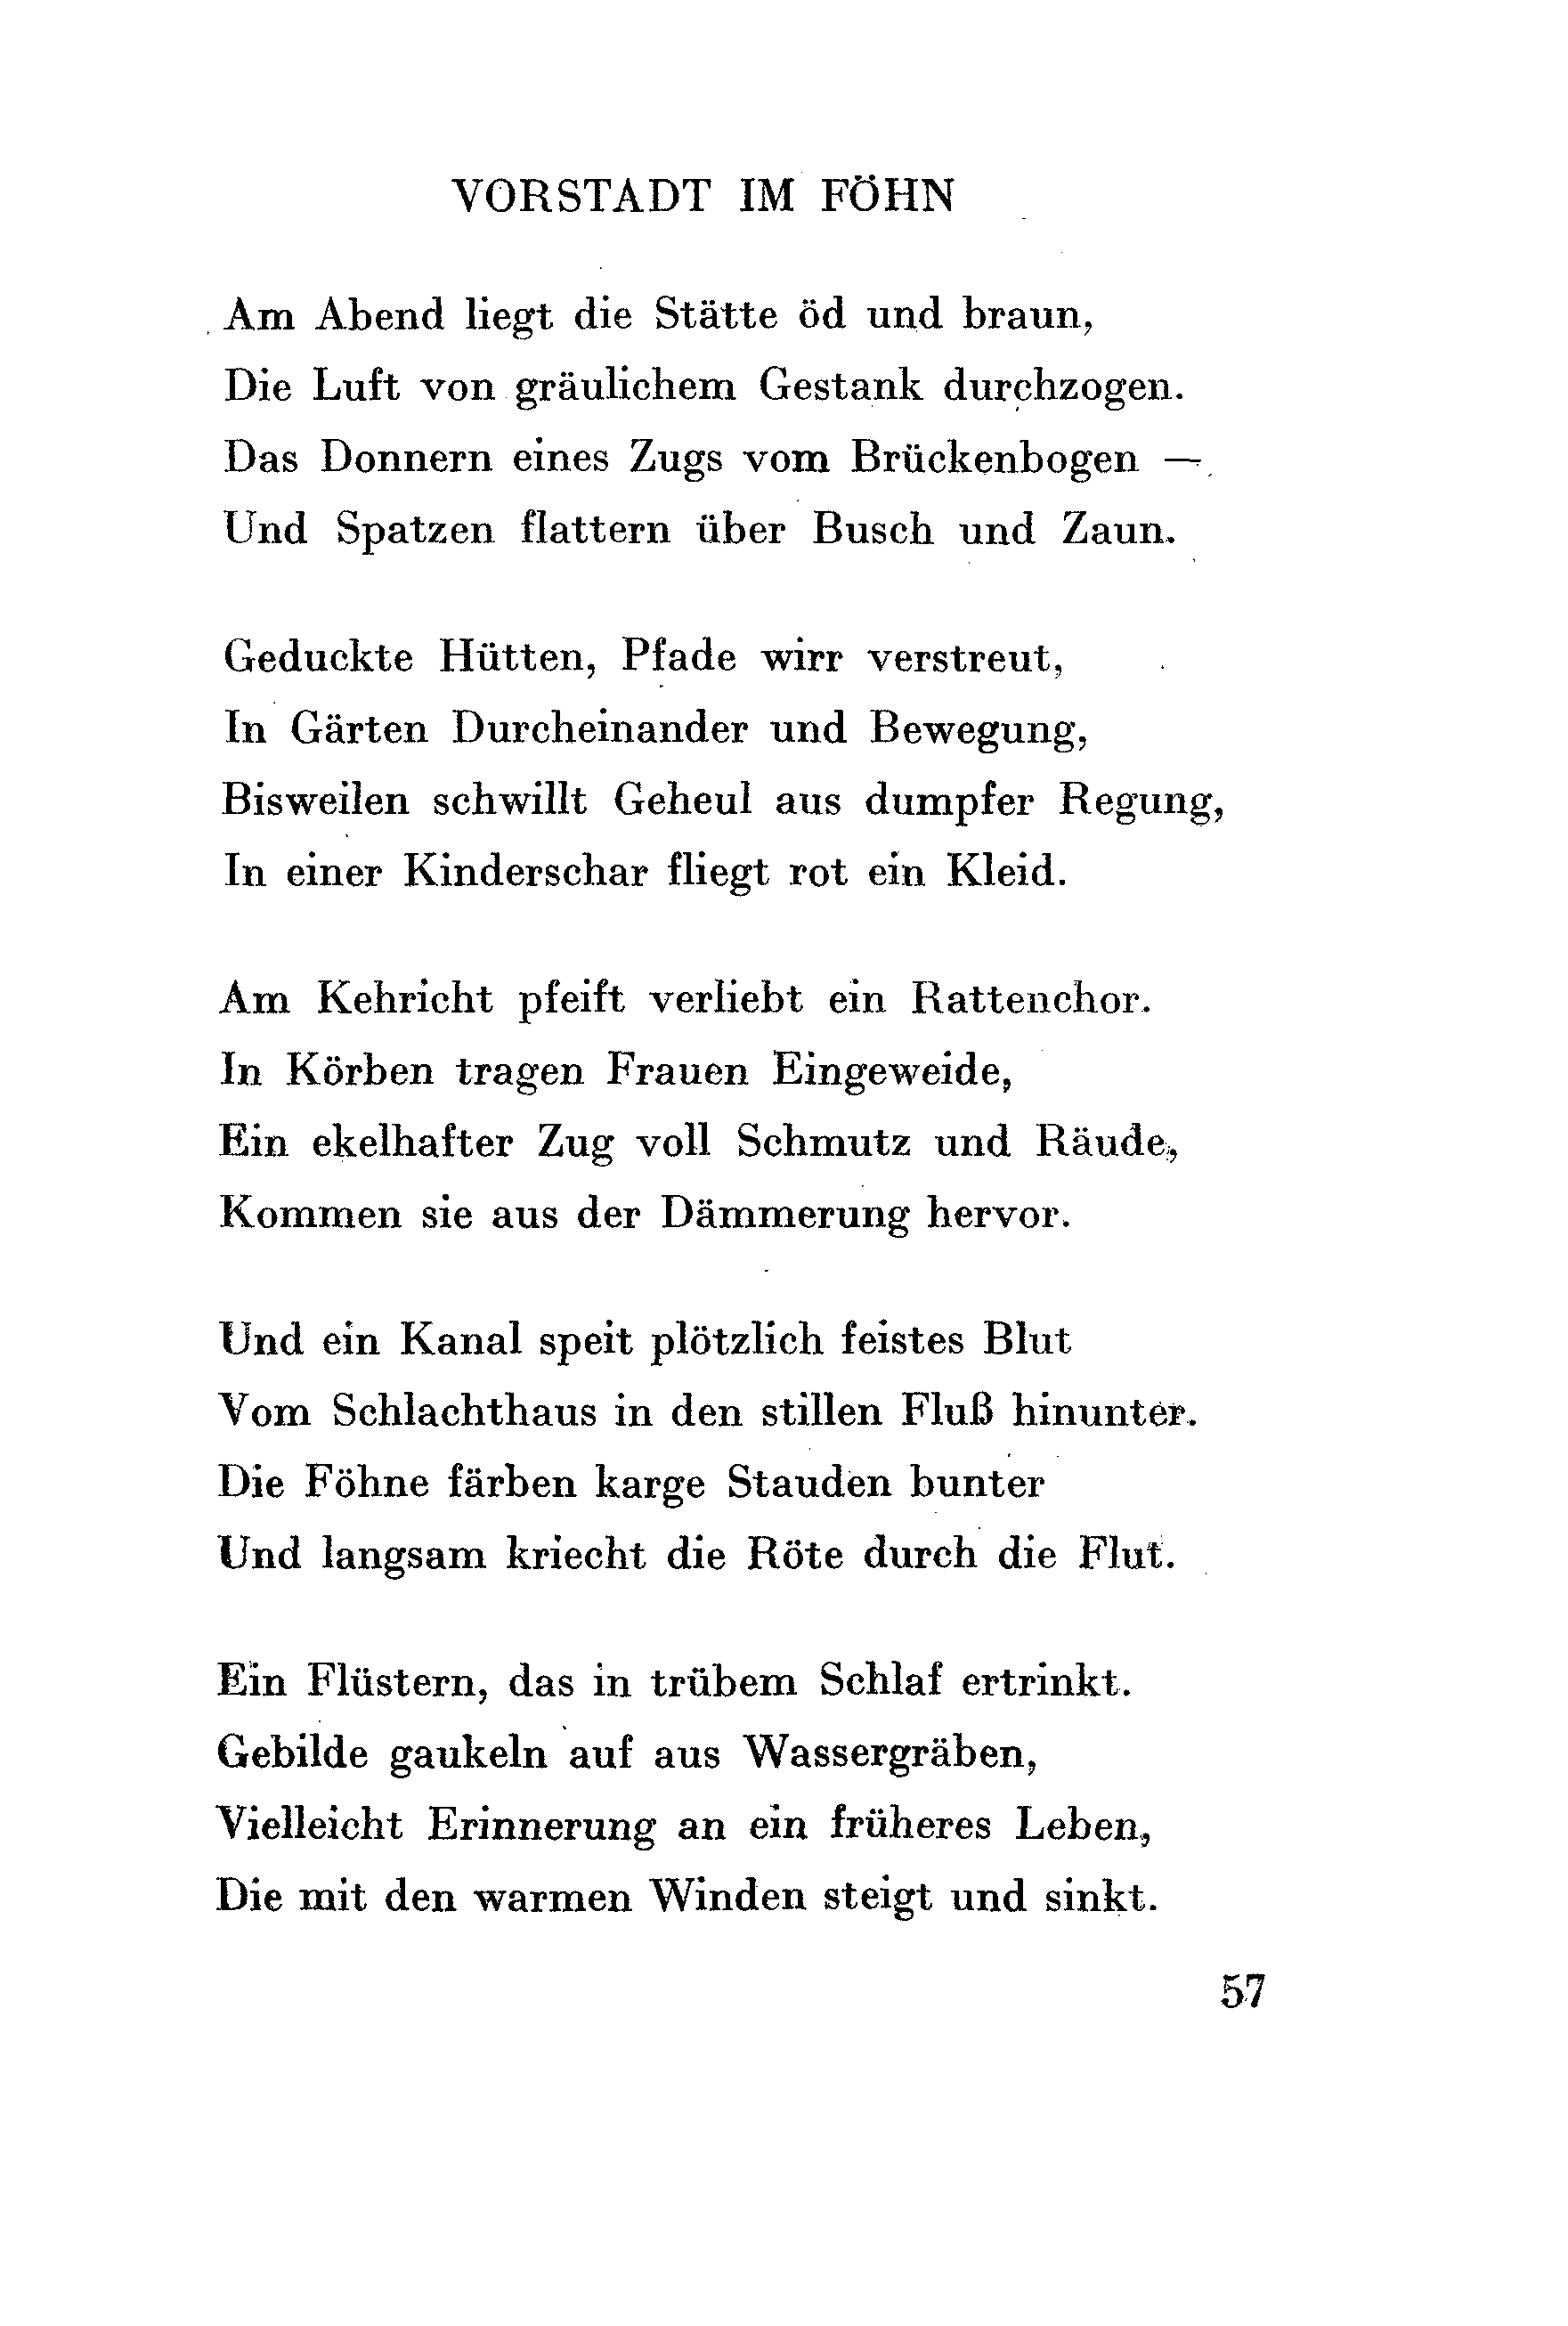 VORSTADT IM FÖHN
Am Abend liegt die Stätte öd und braun,
Die Luft von gräulichem Gestank durchzogen.
Das Donnern eines Zugs vom Brückenbogen —
Und Spatzen flattern über Busch und Zaun.
Geduckte Hütten, Pfade wirr verstreut,
In Gärten Durcheinander und Bewegung,
Bisweilen schwillt Geheul aus dumpfer Regung,
In einer Kinderschar fliegt rot ein Kleid.
Am Kehricht pfeift verliebt ein Rattenchor.
In Körben tragen Frauen Eingeweide,
Ein ekelhafter Zug voll Schmutz und Räude,
Kommen sie aus der Dämmerung hervor.
Und ein Kanal speit plötzlich feistes Blut
Vom Schlachthaus in den stillen Fluß hinunter.
Die Föhne färben karge Stauden bunter
Und langsam kriecht die Röte durch die Flut.
Ein Flüstern, das in trübem Schlaf ertrinkt.
Gebilde gaukeln auf aus Wassergräben,
Vielleicht Erinnerung an ein früheres Leben,
Die mit den warmen Winden steigt und sinkt.
57